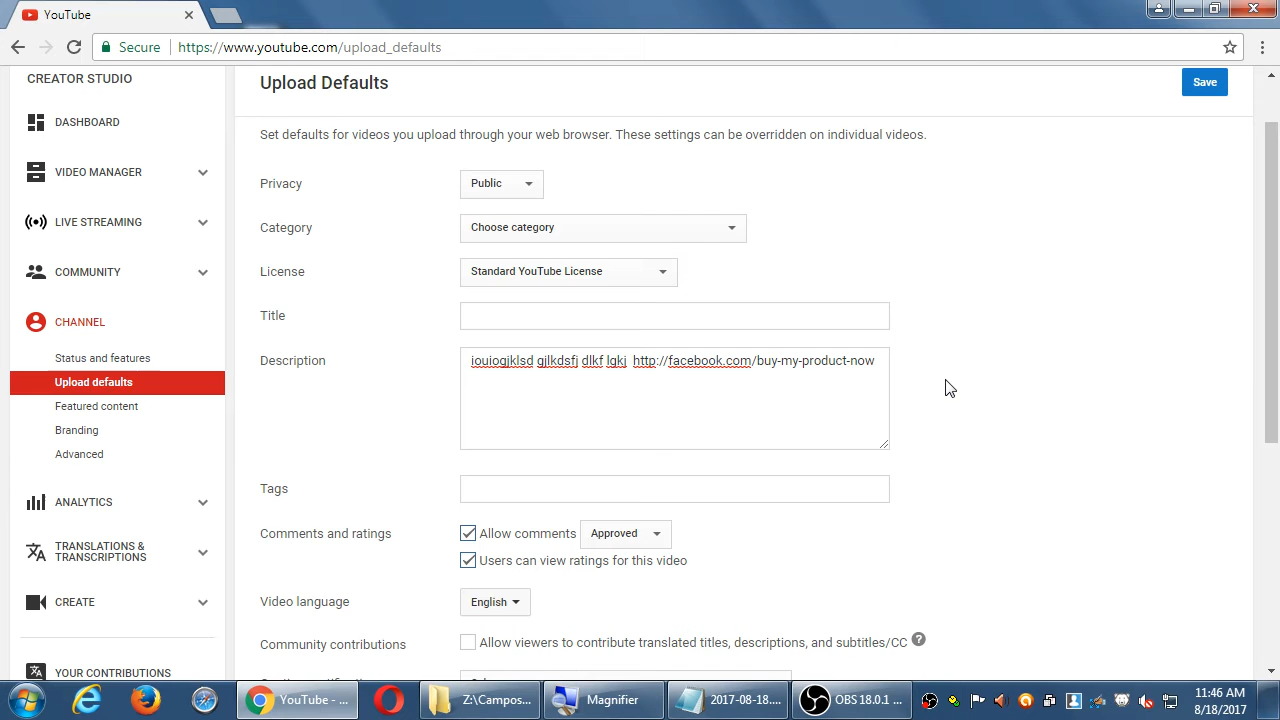 YouTube
Secure https://www.youtube.com/upload_defaults
CREATOR STUDIO
DASHBOARD
VIDEO MANAGER
LIVE STREAMING
COMMUNITY
CHANNEL
Status and features
Upload defaults
Featured content
Branding
Advanced
ANALYTICS
TRANSLATIONS &
TRANSCRIPTIONS
CREATE
YOUR CONTRIBUTIONS
Upload Defaults
Save
Set defaults for videos you upload through your web browser. These settings can be overridden on individual videos.
Privacy
Public
Category
Choose category
License
Standard YouTube License
Title
Description
iouiogjklsd gjlkdsfj dlkf lgkj http://facebook.com/buy-my-product-now
Tags
Comments and ratings
Allow comments
Approved
Users can view ratings for this video
Video language
English
Community contributions
Allow viewers to contribute translated titles, descriptions, and subtitles/CC
YouTube - ...
Z:\Campos...
Magnifier
2017-08-18....
OBS 18.0.1 ...
11:46 AM
8/18/2017